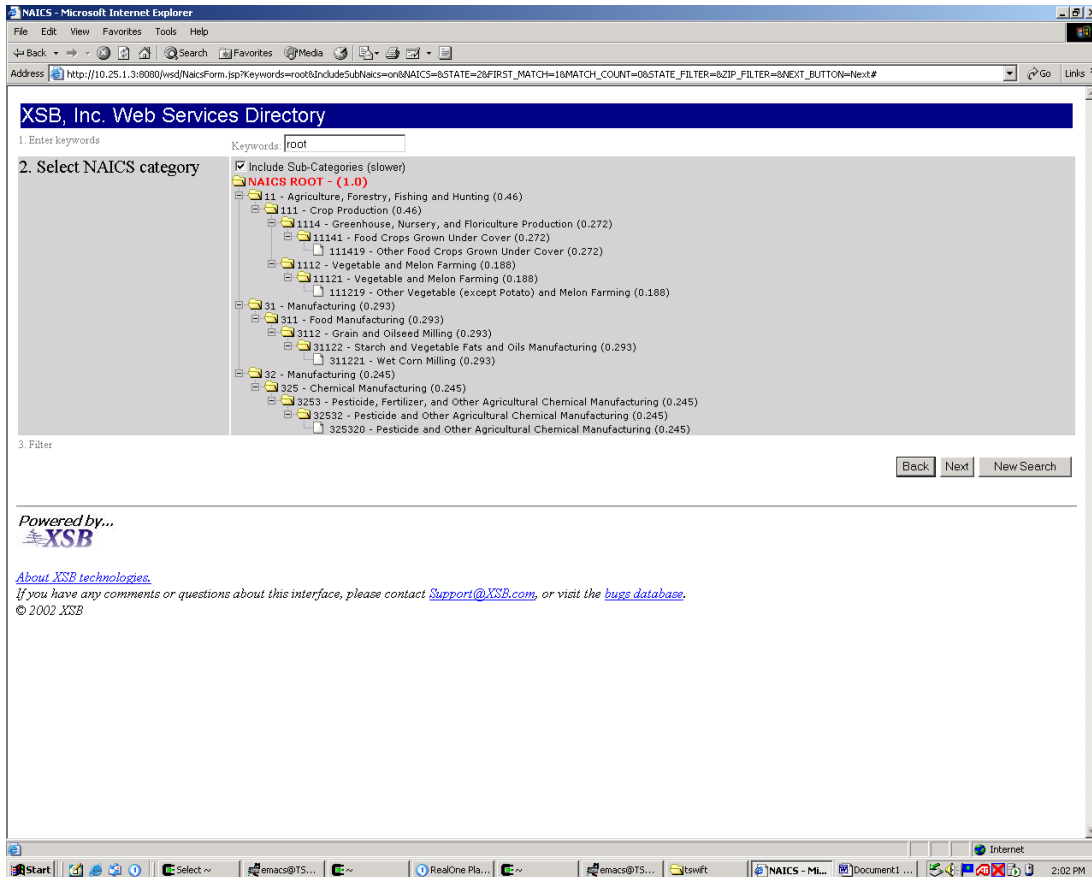 NAICS - Microsoft Internet Explorer
File Edit View Favorites Tools Help
Back Search Favorites Media
Address http://10.25.1.3:8080/wsd/NaicsForm.jsp?Keywords=root&IncludeSubNaics=on&NAICS=&STATE=2&FIRST_MATCH=1&MATCH_COUNT=0&STATE_FILTER=&ZIP_FILTER=&NEXT_BUTTON=Next# Go Links
XSB, Inc. Web Services Directory
1. Enter keywords Keywords: root
2. Select NAICS category Include Sub-Categories (slower)
NAICS ROOT - (1.0)
11 - Agriculture, Forestry, Fishing and Hunting (0.46)
111 - Crop Production (0.46)
1114 - Greenhouse, Nursery, and Floriculture Production (0.272)
11141 - Food Crops Grown Under Cover (0.272)
111419 - Other Food Crops Grown Under Cover (0.272)
1112 - Vegetable and Melon Farming (0.188)
11121 - Vegetable and Melon Farming (0.188)
111219 - Other Vegetable (except Potato) and Melon Farming (0.188)
31 - Manufacturing (0.293)
311 - Food Manufacturing (0.293)
3112 - Grain and Oilseed Milling (0.293)
31122 - Starch and Vegetable Fats and Oils Manufacturing (0.293)
311221 - Wet Corn Milling (0.293)
32 - Manufacturing (0.245)
325 - Chemical Manufacturing (0.245)
3253 - Pesticide, Fertilizer, and Other Agricultural Chemical Manufacturing (0.245)
32532 - Pesticide and Other Agricultural Chemical Manufacturing (0.245)
325320 - Pesticide and Other Agricultural Chemical Manufacturing (0.245)
3. Filter
Back Next New Search
Powered by...
XSB
About XSB technologies.
If you have any comments or questions about this interface, please contact Support@XSB.com, or visit the bugs database.
© 2002 XSB
Internet
Start Select ~ emacs@TS... ~ RealOne Pla... ~ emacs@TS... tswift NAICS - Mi... Document1 ... 2:02 PM